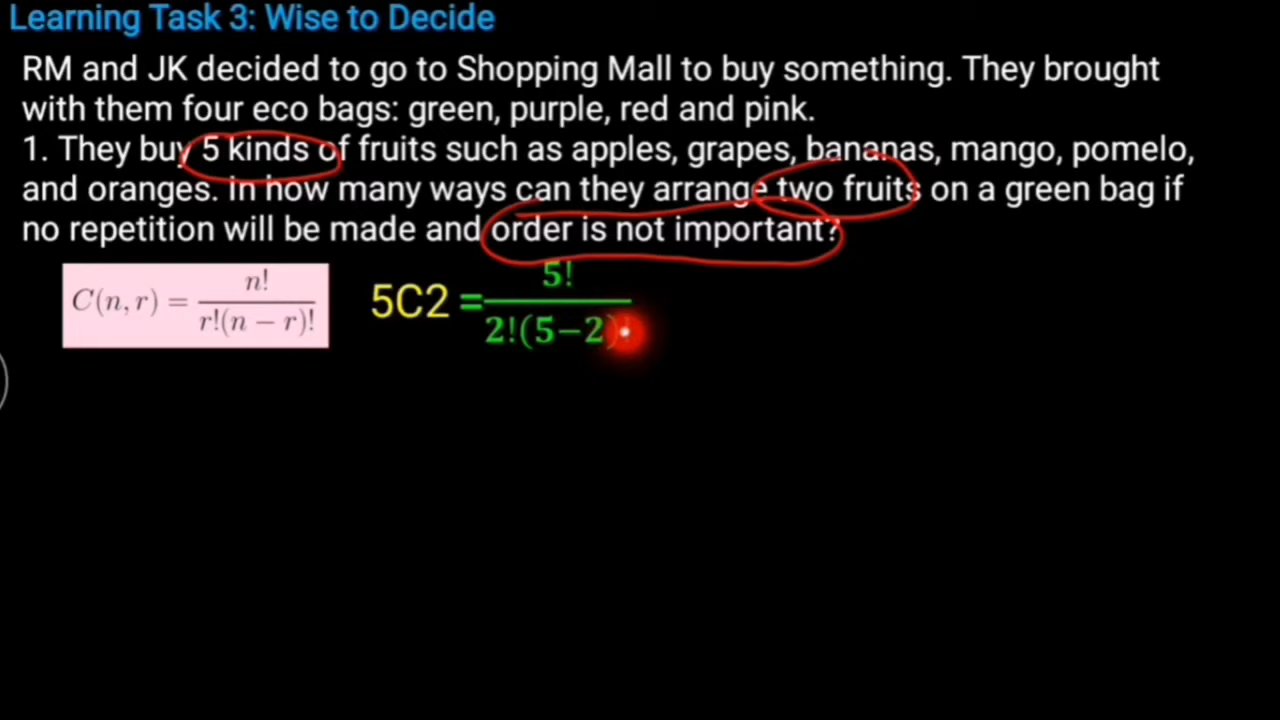 Learning Task 3: Wise to Decide
RM and JK decided to go to Shopping Mall to buy something. They brought
with them four eco bags: green, purple, red and pink.
1. They buy 5 kinds of fruits such as apples, grapes, bananas, mango, pomelo,
and oranges. In how many ways can they arrange two fruits on a green bag if
no repetition will be made and order is not important?
C(n, r) = n! / r!(n − r)!
5C2 = 5! / 2!(5−2)!